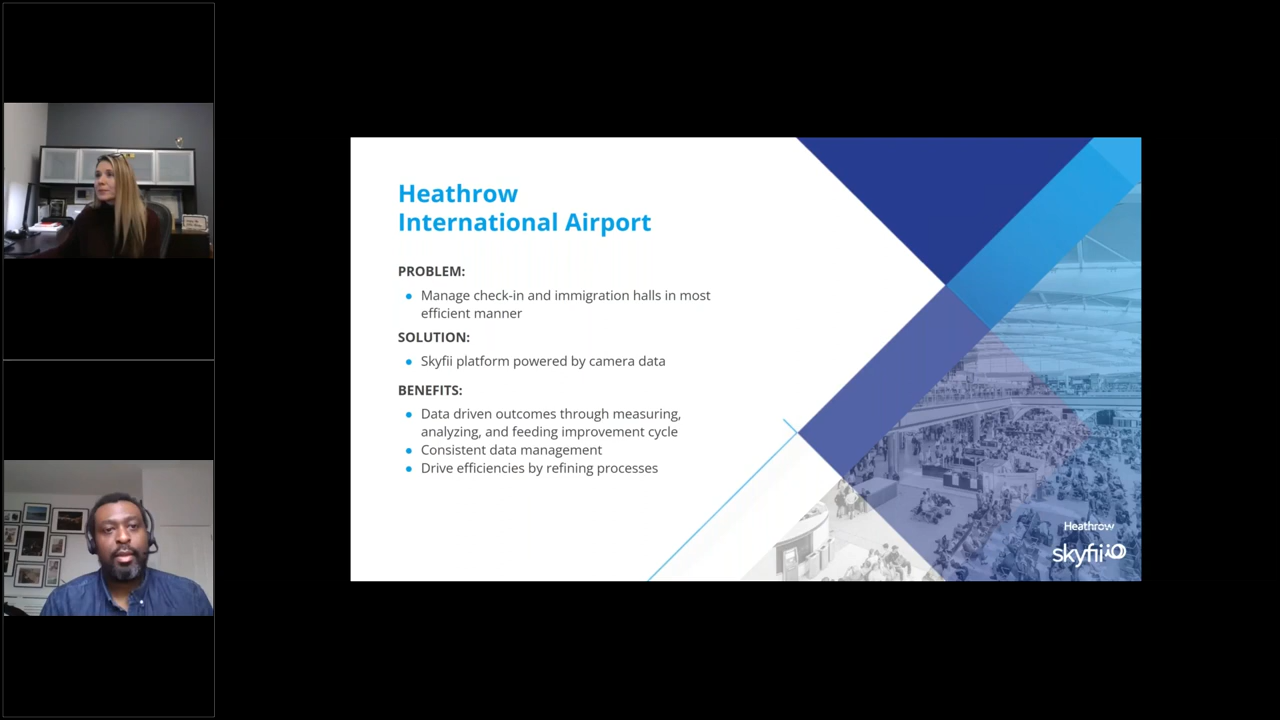 Heathrow
International Airport
PROBLEM:
● Manage check-in and immigration halls in most
efficient manner
SOLUTION:
● Skyfii platform powered by camera data
BENEFITS:
● Data driven outcomes through measuring,
analyzing, and feeding improvement cycle
● Consistent data management
● Drive efficiencies by refining processes
Heathrow
skyfii iO